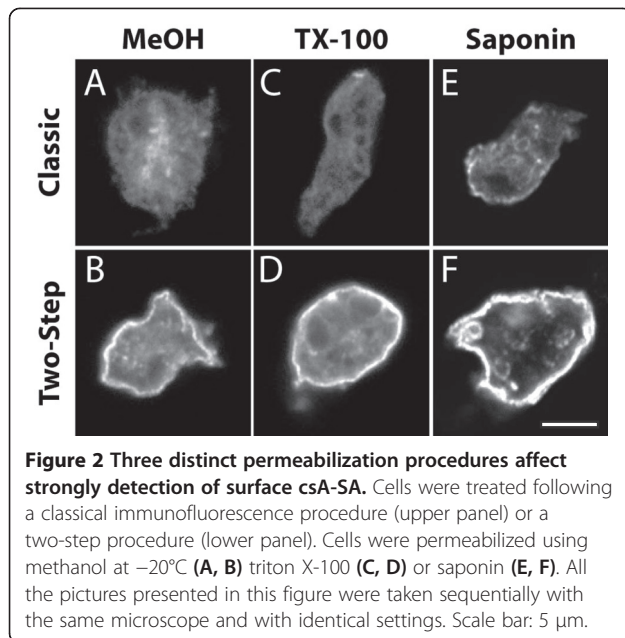 MeOH TX-100 Saponin
Classic
A C E
Two-Step
B D F
Figure 2 Three distinct permeabilization procedures affect
strongly detection of surface csA-SA. Cells were treated following
a classical immunofluorescence procedure (upper panel) or a
two-step procedure (lower panel). Cells were permeabilized using
methanol at −20°C (A, B) triton X-100 (C, D) or saponin (E, F). All
the pictures presented in this figure were taken sequentially with
the same microscope and with identical settings. Scale bar: 5 μm.